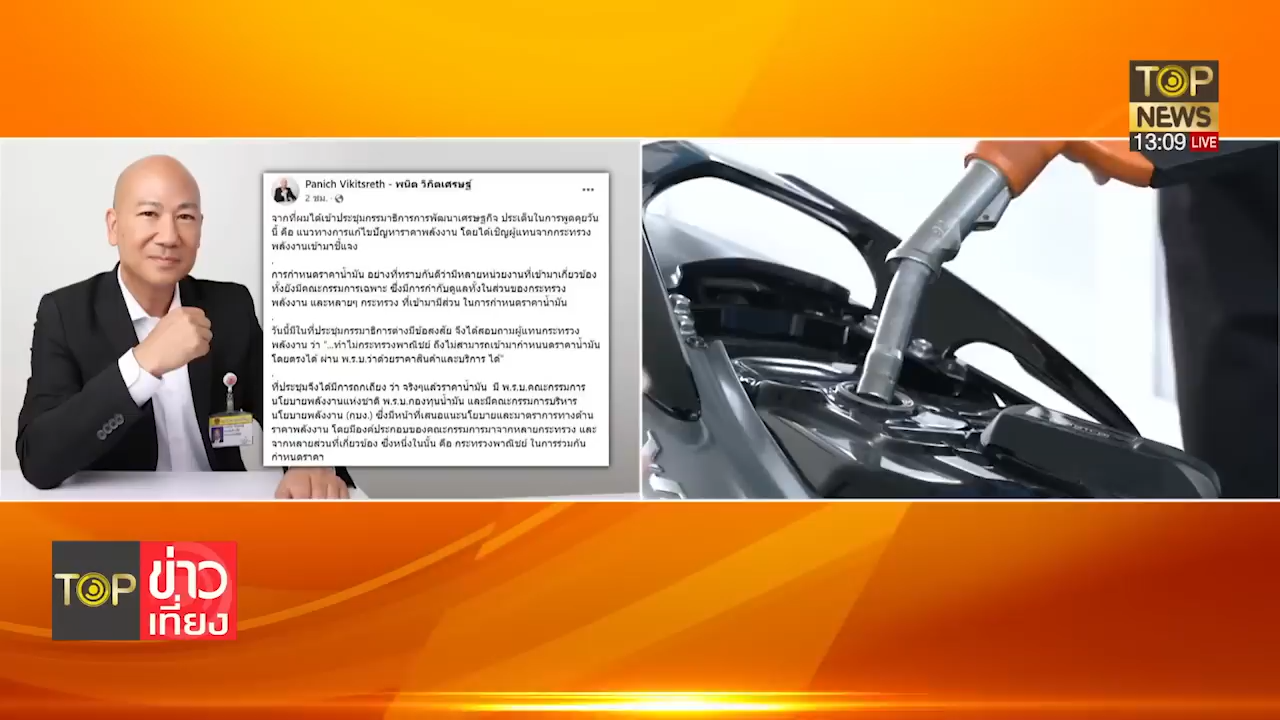 TOP
NEWS
13:09 LIVE
Panich Vikitsreth - พนิต วิกิตเศรษฐ์
2 ชม.
จากที่ผมได้เข้าประชุมกรรมาธิการการพัฒนาเศรษฐกิจ ประเด็นในการพูดคุยวัน
นี้ คือ แนวทางการแก้ไขปัญหาราคาพลังงาน โดยได้เชิญผู้แทนจากกระทรวง
พลังงานเข้ามาชี้แจง
.
การกำหนดราคาน้ำมัน อย่างที่ทราบกันดีว่ามีหลายหน่วยงานที่เข้ามาเกี่ยวข้อง
ทั้งยังมีคณะกรรมการเฉพาะ ซึ่งมีการกำกับดูแลทั้งในส่วนของกระทรวง
พลังงาน และหลายๆ กระทรวง ที่เข้ามามีส่วน ในการกำหนดราคาน้ำมัน
.
วันนี้มีในที่ประชุมกรรมาธิการต่างมีข้อสงสัย จึงได้สอบถามผู้แทนกระทรวง
พลังงาน ว่า "...ทำไมกระทรวงพาณิชย์ ถึงไม่สามารถเข้ามากำหนนดราคาน้ำมัน
โดยตรงได้ ผ่าน พ.ร.บ.ว่าด้วยราคาสินค้าและบริการ ได้"
.
ที่ประชุมจึงได้มีการถกเถียง ว่า จริงๆแล้วราคาน้ำมัน มี พ.ร.บ.คณะกรรมการ
นโยบายพลังงานแห่งชาติ พ.ร.บ.กองทุนน้ำมัน และมีคณะกรรมการบริหาร
นโยบายพลังงาน (กบง.) ซึ่งมีหน้าที่เสนอแนะนโยบายและมาตราการทางด้าน
ราคาพลังงาน โดยมีองค์ประกอบของคณะกรรมการมาจากหลายกระทรวง และ
จากหลายส่วนที่เกี่ยวข้อง ซึ่งหนึ่งในนั้น คือ กระทรวงพาณิชย์ ในการร่วมกัน
กำหนดราคา
TOP ข่าว
เที่ยง